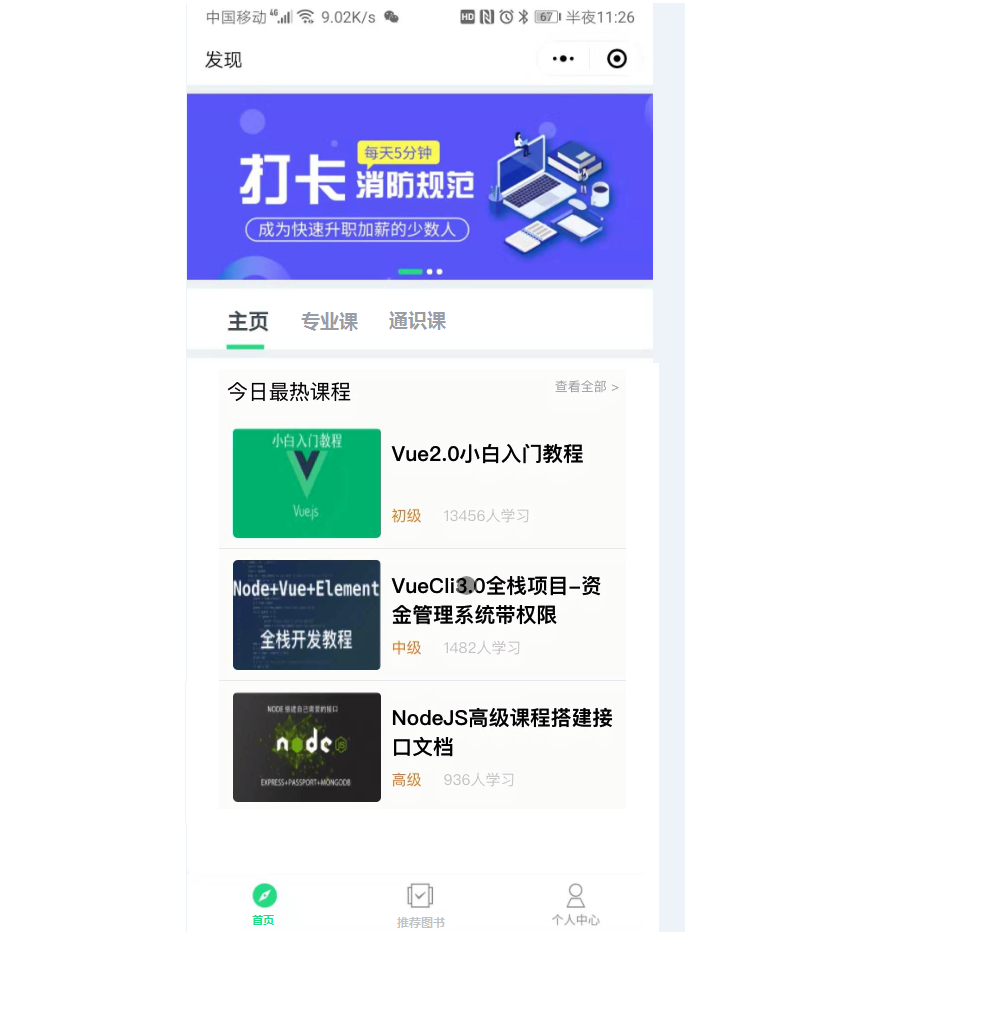 中国移动 46 9.02K/s HD 67 半夜11:26
发现
每天5分钟
打卡 消防规范
成为快速升职加薪的少数人
主页 专业课 通识课
今日最热课程 查看全部 >
小白入门教程
Vue.js
Vue2.0小白入门教程
初级 13456人学习
Node+Vue+Element
全栈开发教程
VueCli3.0全栈项目-资
金管理系统带权限
中级 1482人学习
NODE 搭建自己需要的接口
node JS
EXPRESS+PASSPORT+MONGODB
NodeJS高级课程搭建接
口文档
高级 936人学习
首页 推荐图书 个人中心